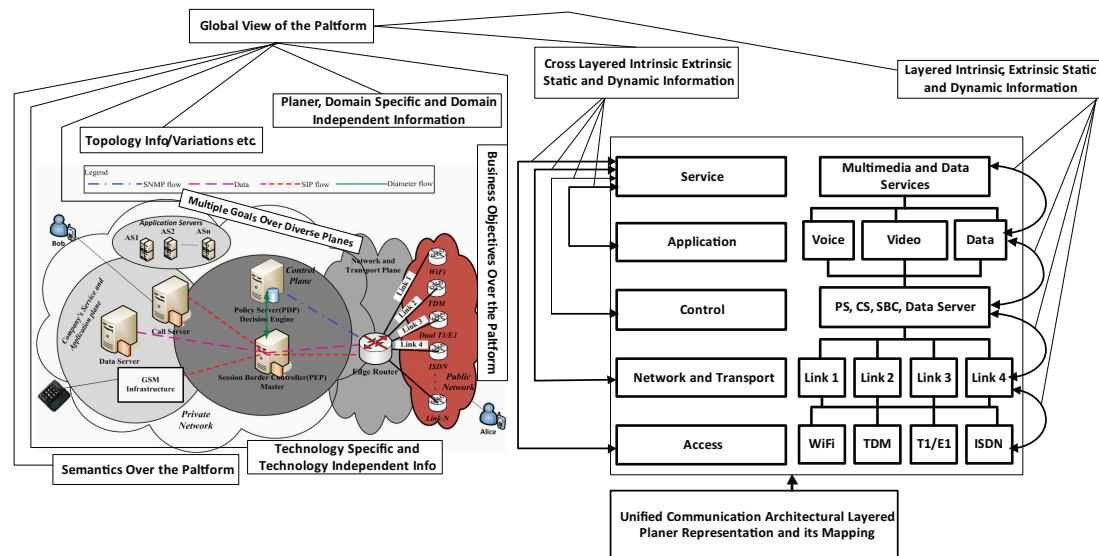 Global View of the Paltform
Cross Layered Intrinsic Extrinsic
Static and Dynamic Information
Layered Intrinsic, Extrinsic Static
and Dynamic Information
Planer, Domain Specific and Domain
Independent Information
Topology Info/Variations etc.
Business Objectives Over the Paltform
Legend
SNMP flow
Data
SIP flow
Diameter flow
Multiple Goals Over Diverse Planes
Application Servers
AS1
AS2
ASn
........
Bob
Company's Service and
Application plane
Call Server
Data Server
GSM
Infrastructure
Private
Network
Control
Plane
Policy Server(PDP)
Decision Engine
Session Border Controller(PEP)
Master
Network and
Transport Plane
Edge Router
Link 1
Link 2
Link 3
Link 4
WiFi
TDM
Dual T1/E1
ISDN
Public
Network
Link N
Alice
Technology Specific and
Technology Independent Info
Semantics Over the Paltform
Service
Application
Control
Network and Transport
Access
Multimedia and Data
Services
Voice
Video
Data
PS, CS, SBC, Data Server
Link 1
Link 2
Link 3
Link 4
WiFi
TDM
T1/E1
ISDN
Unified Communication Architectural Layered
Planer Representation and its Mapping